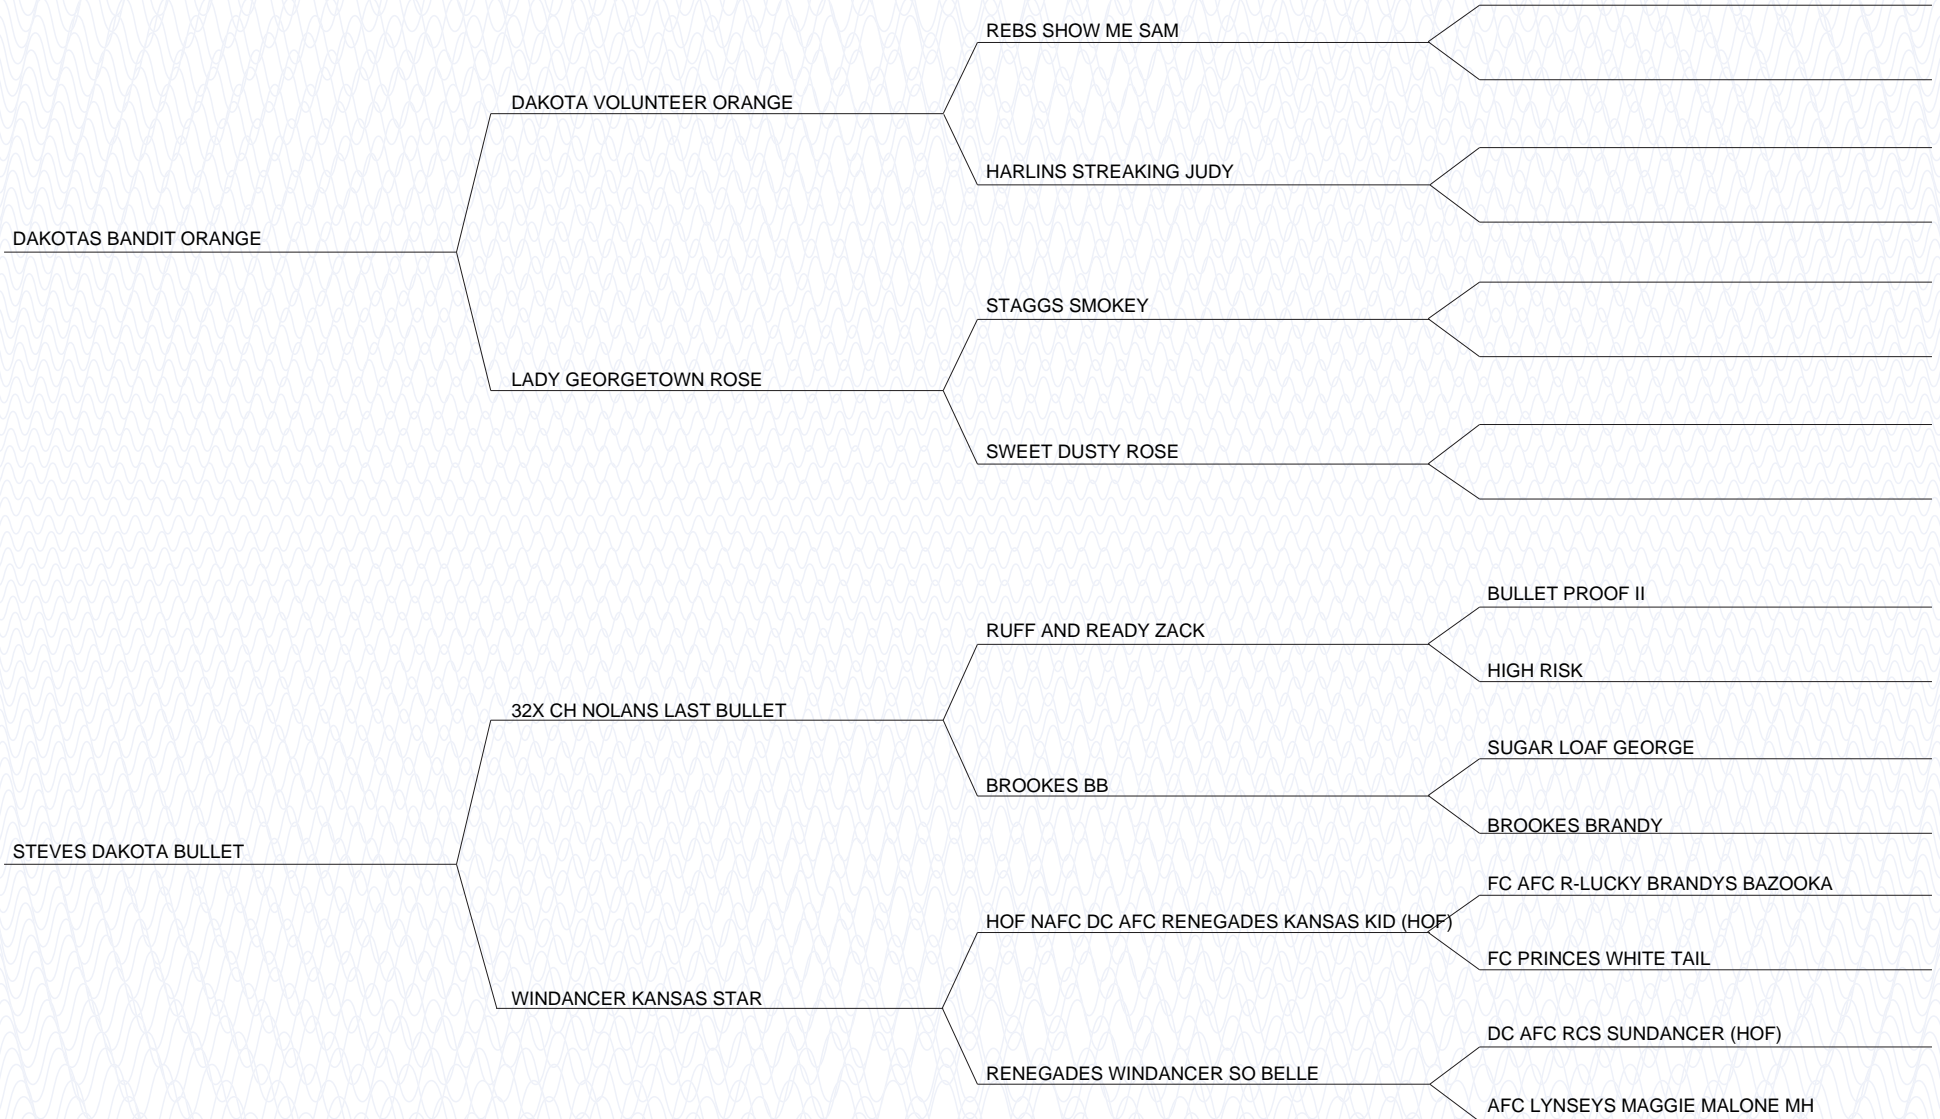 REBS SHOW ME SAM
DAKOTA VOLUNTEER ORANGE
HARLINS STREAKING JUDY
DAKOTAS BANDIT ORANGE
STAGGS SMOKEY
LADY GEORGETOWN ROSE
SWEET DUSTY ROSE
BULLET PROOF II
RUFF AND READY ZACK
HIGH RISK
32X CH NOLANS LAST BULLET
SUGAR LOAF GEORGE
BROOKES BB
BROOKES BRANDY
STEVES DAKOTA BULLET
FC AFC R-LUCKY BRANDYS BAZOOKA
HOF NAFC DC AFC RENEGADES KANSAS KID (HOF)
FC PRINCES WHITE TAIL
WINDANCER KANSAS STAR
DC AFC RCS SUNDANCER (HOF)
RENEGADES WINDANCER SO BELLE
AFC LYNSEYS MAGGIE MALONE MH